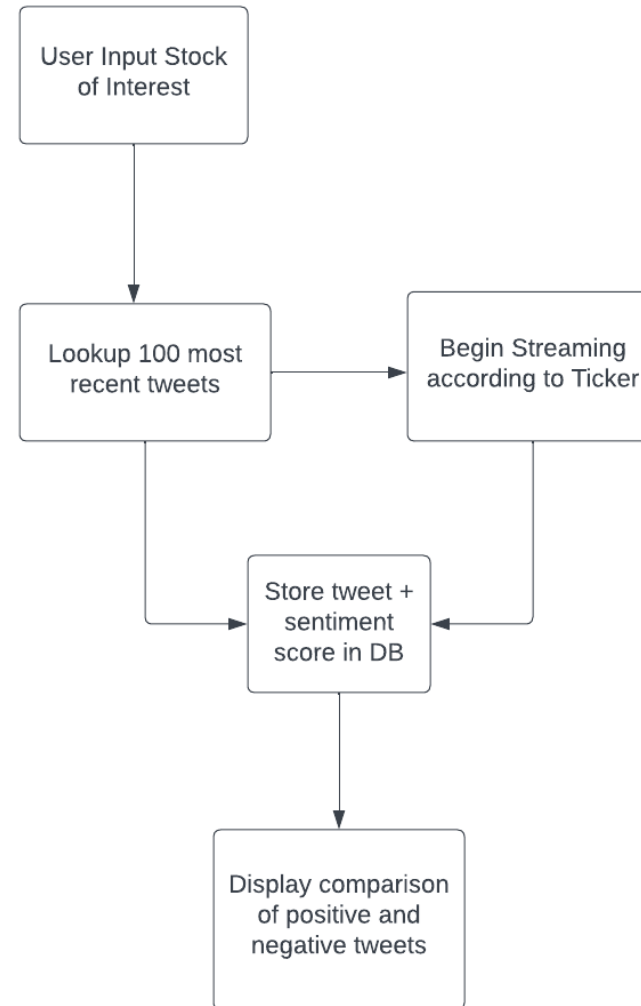 User Input Stock
of Interest
Lookup 100 most
recent tweets
Begin Streaming
according to Ticker
Store tweet +
sentiment
score in DB
Display comparison
of positive and
negative tweets